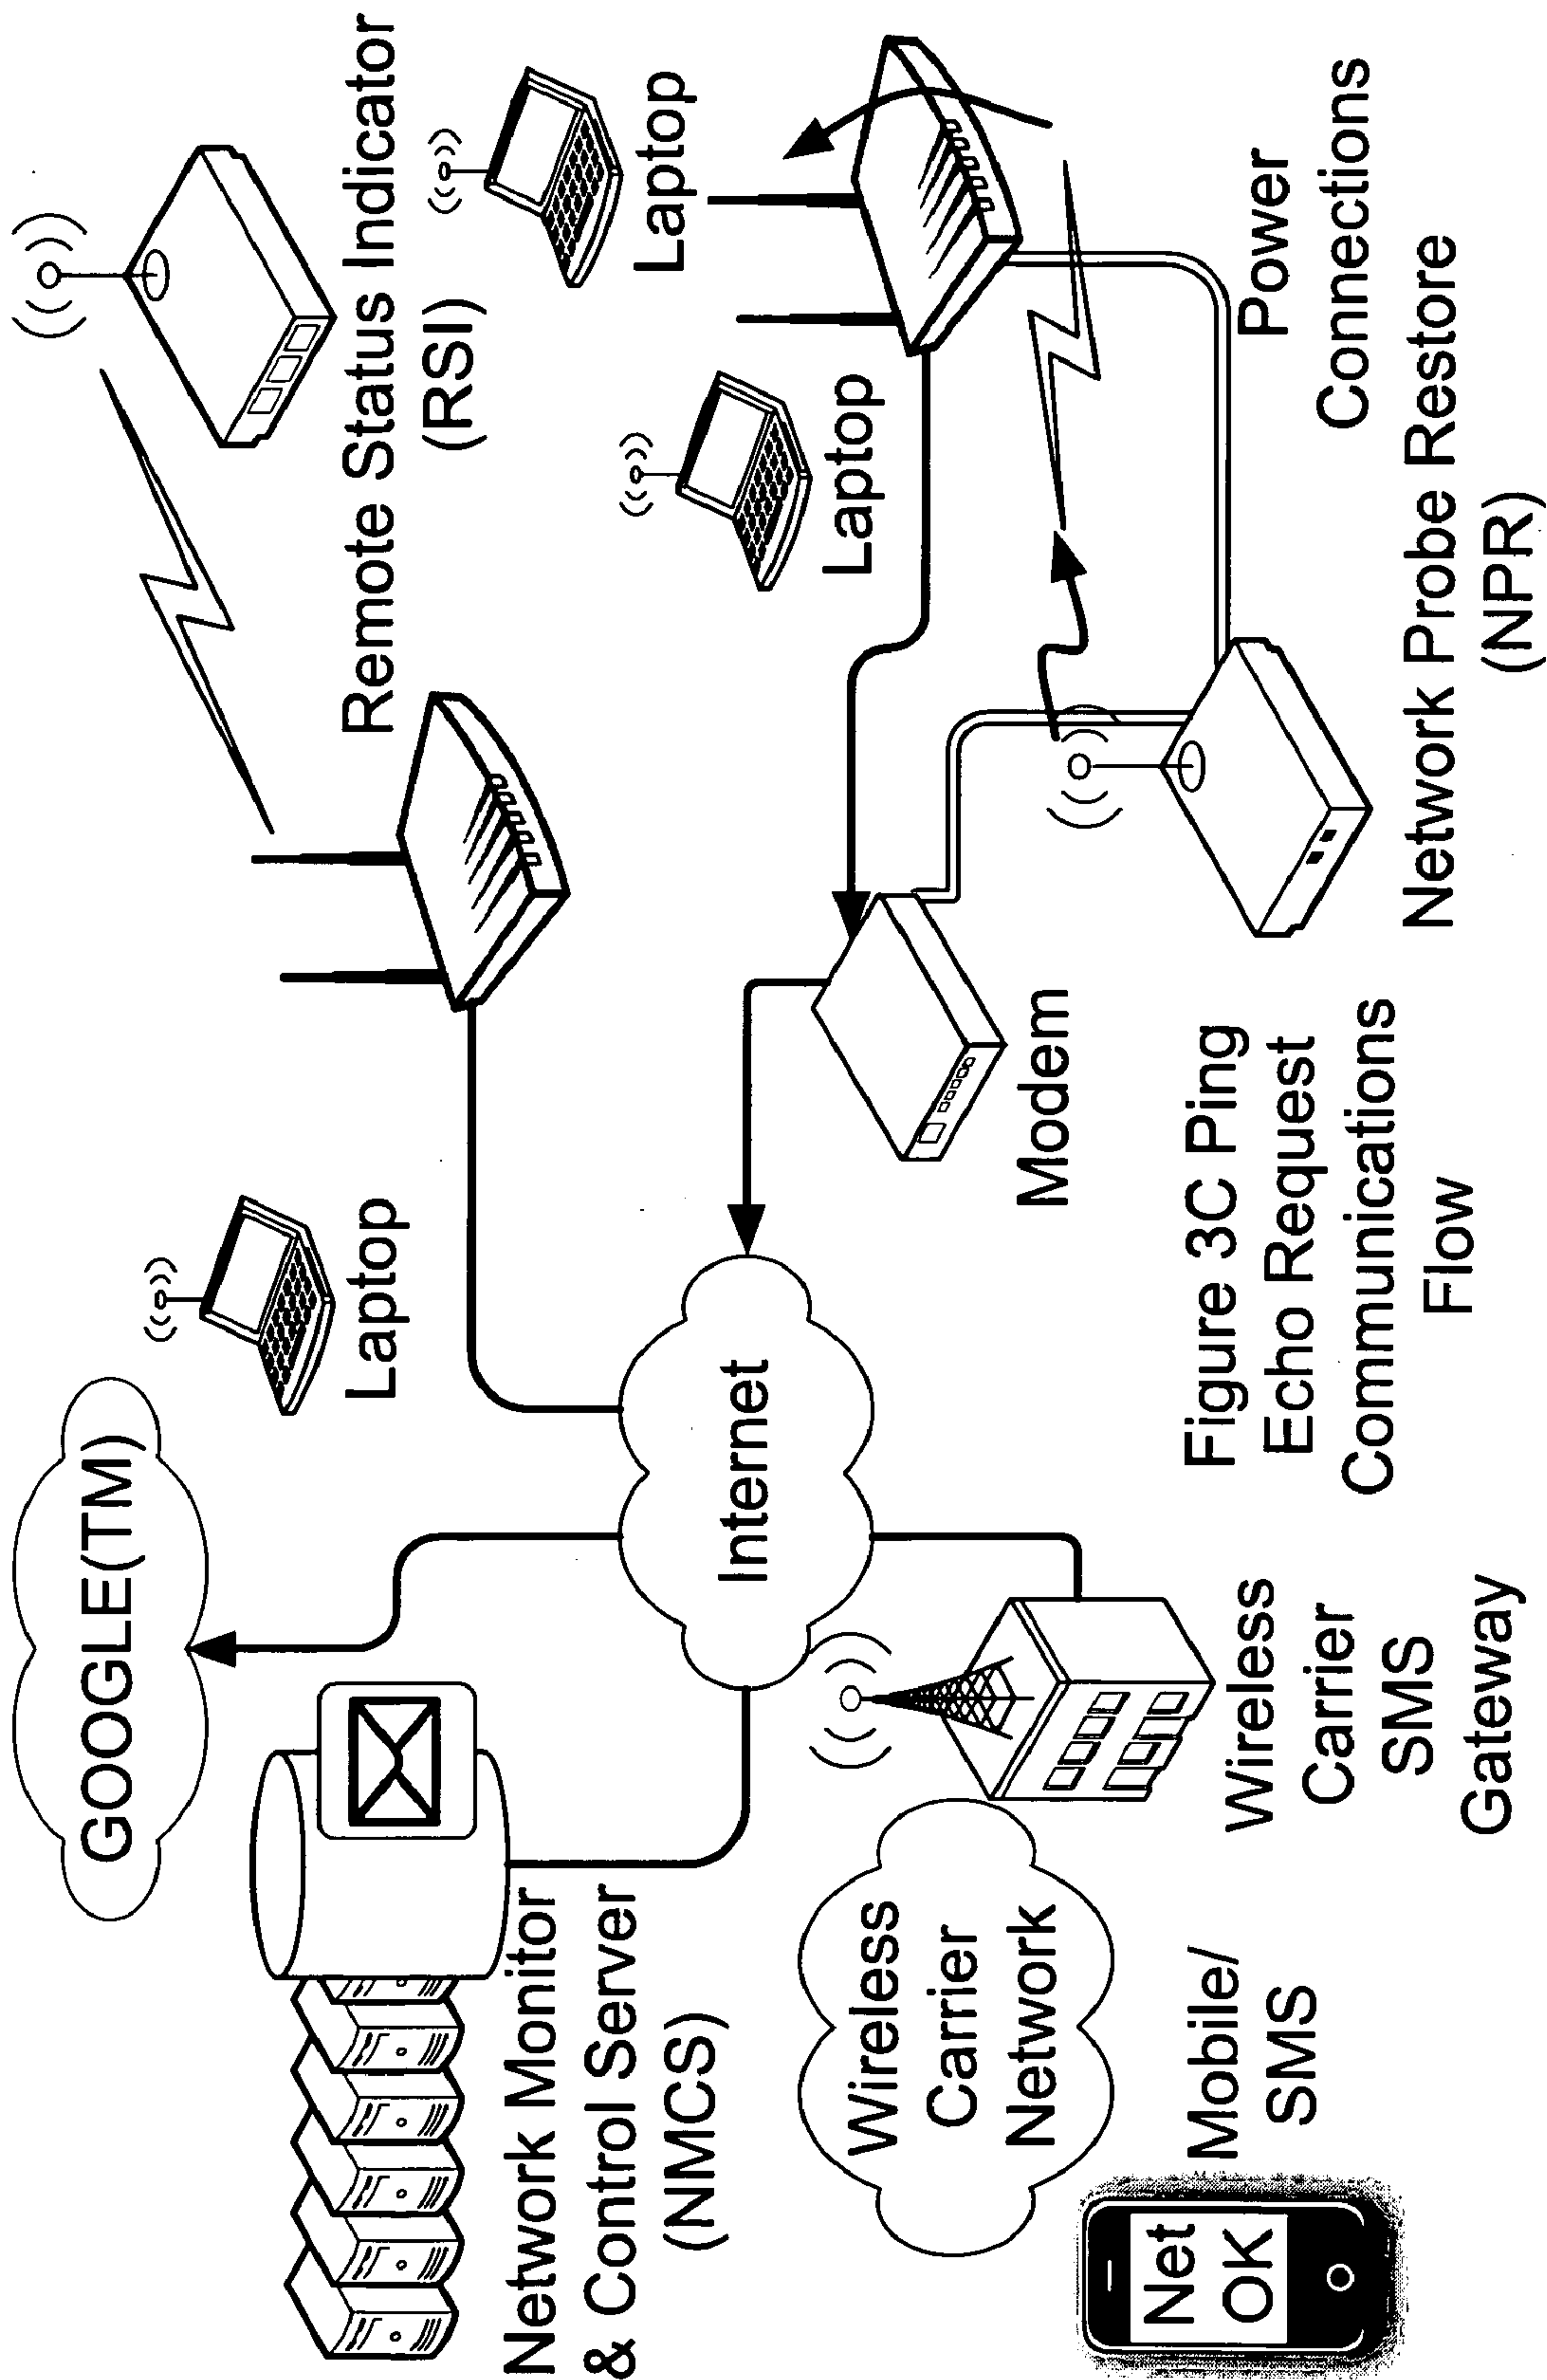 GOOGLE(TM)
Laptop
Remote Status Indicator
(RSI)
Laptop
Network Monitor
& Control Server
(NMCS)
Internet
Laptop
Modem
Wireless
Carrier
Network
Wireless
Carrier
SMS
Gateway
Power
Connections
Mobile/
SMS
Net
OK
Figure 3C Ping
Echo Request
Communications
Flow
Network Probe Restore
(NPR)